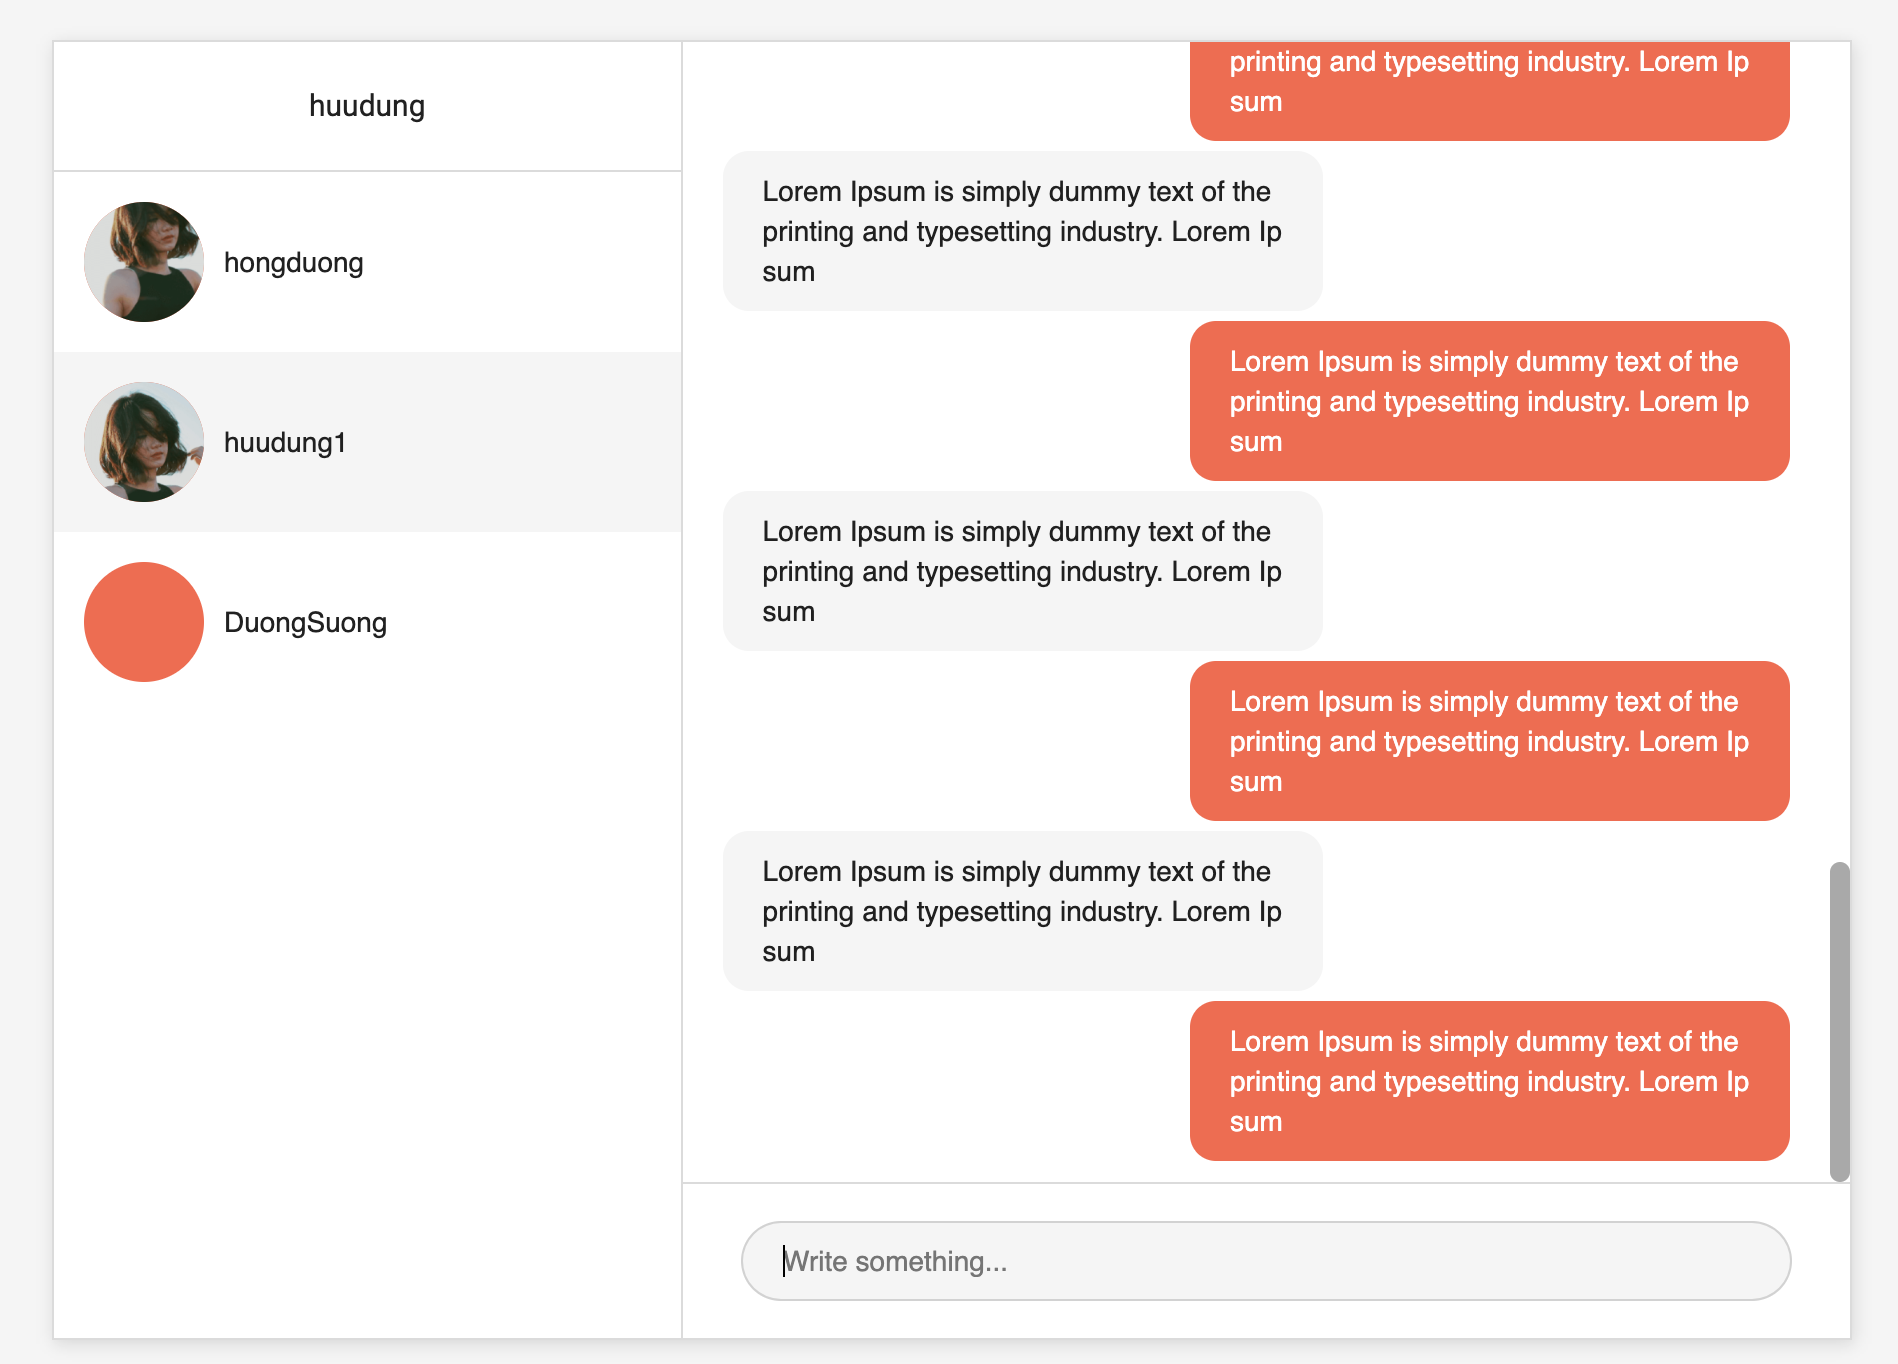 huudung
hongduong
huudung1
DuongSuong
printing and typesetting industry. Lorem Ip
sum
Lorem Ipsum is simply dummy text of the
printing and typesetting industry. Lorem Ip
sum
Lorem Ipsum is simply dummy text of the
printing and typesetting industry. Lorem Ip
sum
Lorem Ipsum is simply dummy text of the
printing and typesetting industry. Lorem Ip
sum
Lorem Ipsum is simply dummy text of the
printing and typesetting industry. Lorem Ip
sum
Lorem Ipsum is simply dummy text of the
printing and typesetting industry. Lorem Ip
sum
Lorem Ipsum is simply dummy text of the
printing and typesetting industry. Lorem Ip
sum
Write something...